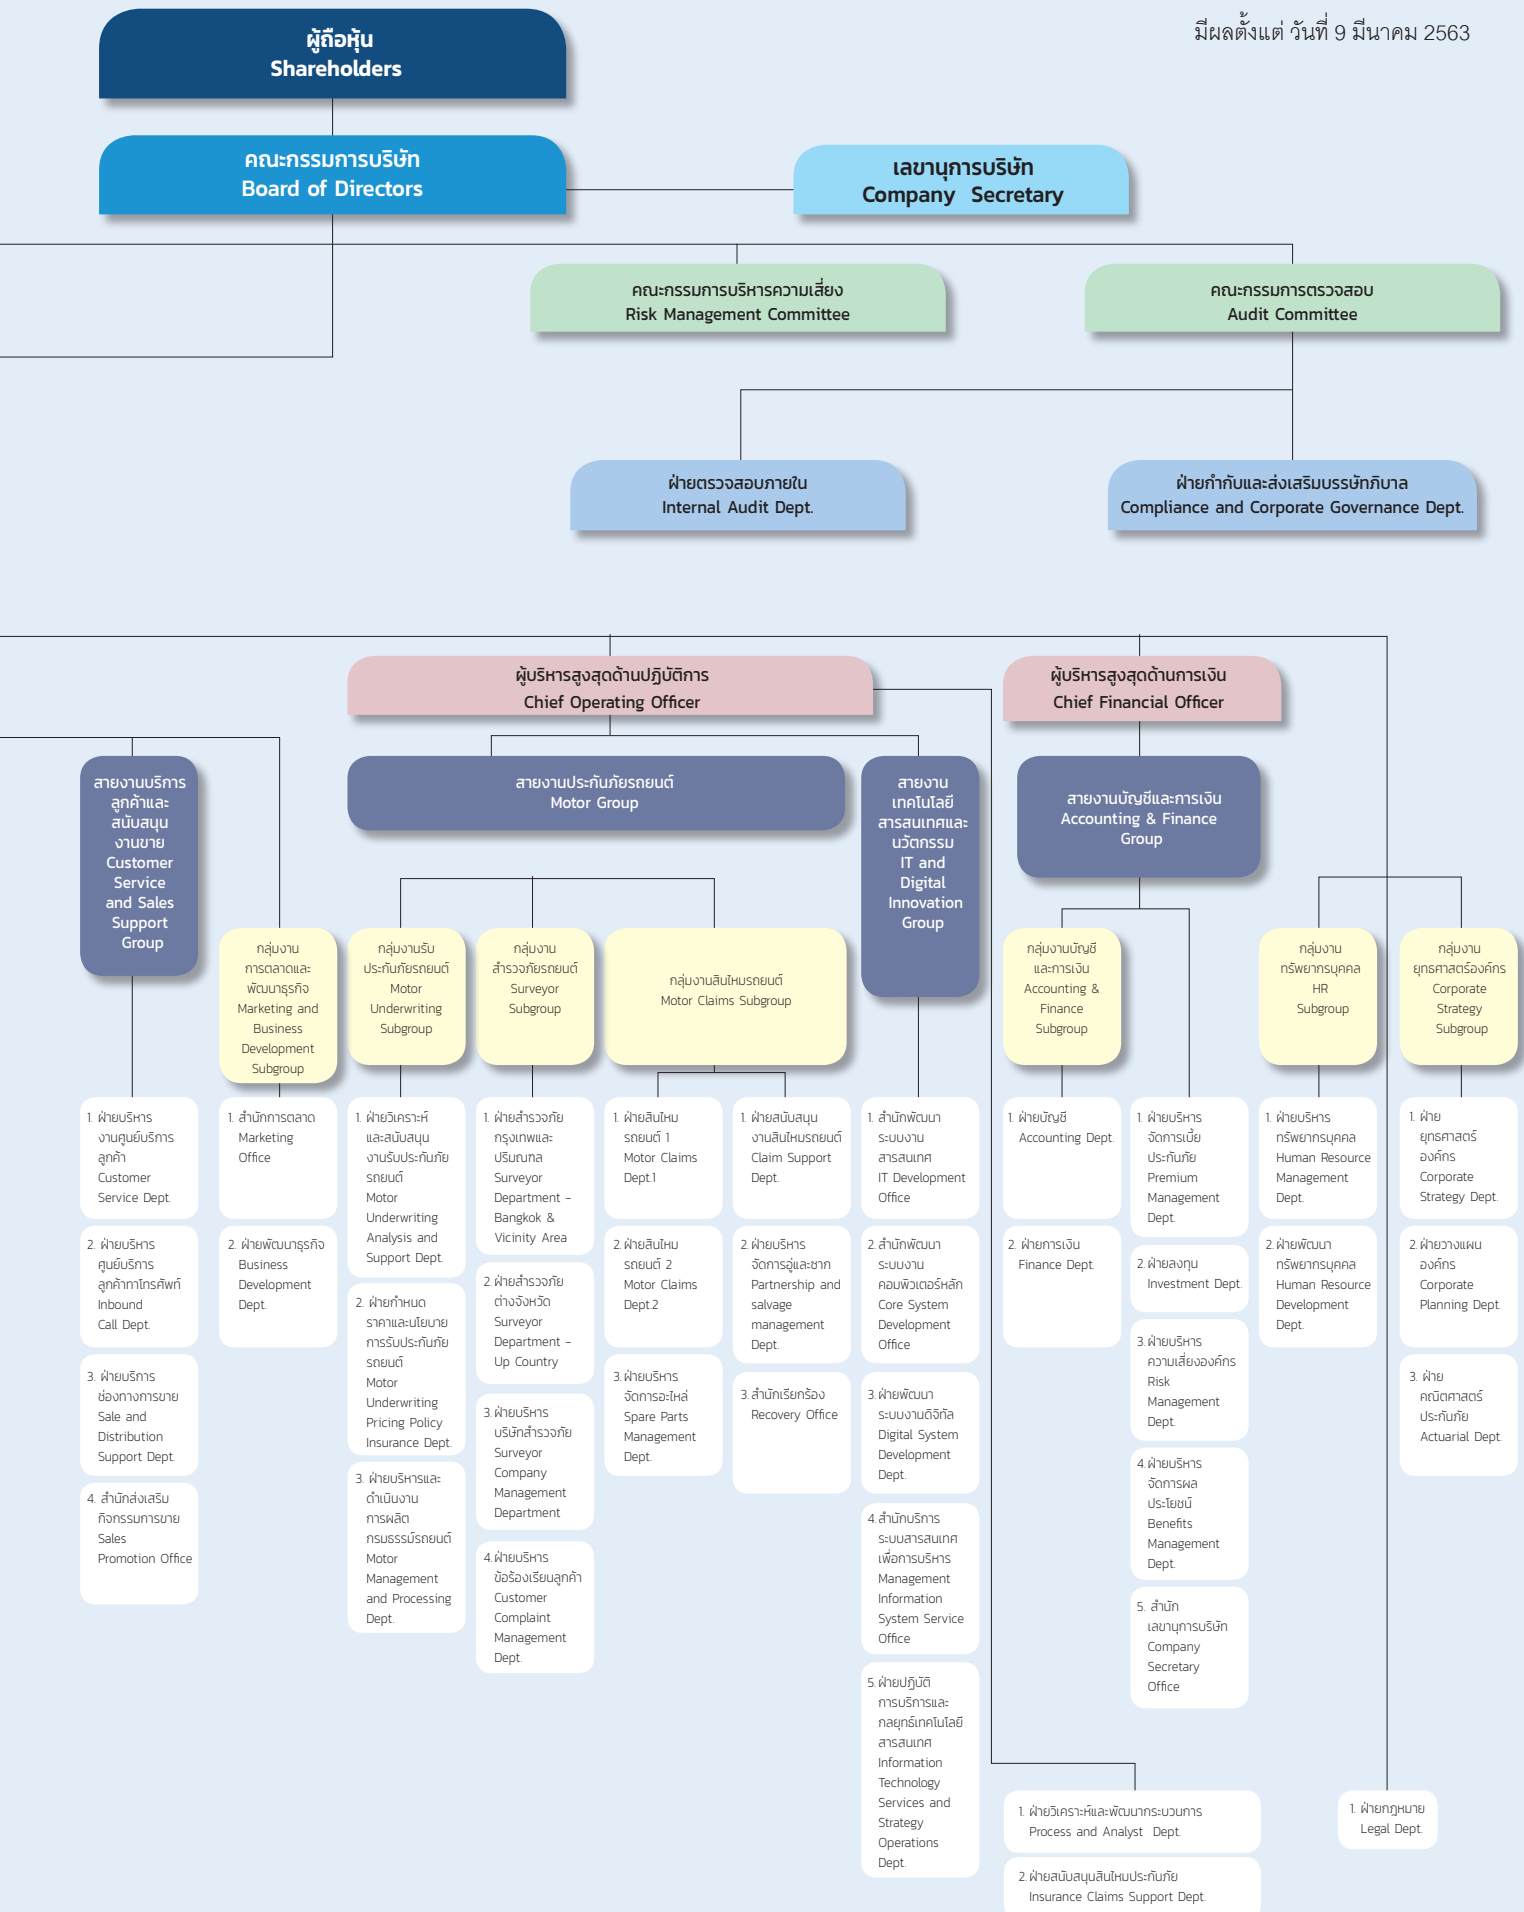 มีผลตั้งแต่ วันที่ 9 มีนาคม 2563
ผู้ถือหุ้น
Shareholders
คณะกรรมการบริษัท
Board of Directors
เลขานุการบริษัท
Company Secretary
คณะกรรมการบริหารความเสี่ยง
Risk Management Committee
คณะกรรมการตรวจสอบ
Audit Committee
ฝ่ายตรวจสอบภายใน
Internal Audit Dept.
ฝ่ายกำกับและส่งเสริมบรรษัทภิบาล
Compliance and Corporate Governance Dept.
ผู้บริหารสูงสุดด้านปฏิบัติการ
Chief Operating Officer
ผู้บริหารสูงสุดด้านการเงิน
Chief Financial Officer
สายงานบริการ
ลูกค้าและ
สนับสนุน
งานขาย
Customer
Service
and Sales
Support
Group
สายงานประกันภัยรถยนต์
Motor Group
สายงาน
เทคโนโลยี
สารสนเทศและ
นวัตกรรม
IT and
Digital
Innovation
Group
สายงานบัญชีและการเงิน
Accounting & Finance
Group
กลุ่มงาน
การตลาดและ
พัฒนาธุรกิจ
Marketing and
Business
Development
Subgroup
กลุ่มงานรับ
ประกันภัยรถยนต์
Motor
Underwriting
Subgroup
กลุ่มงาน
สำรวจภัยรถยนต์
Surveyor
Subgroup
กลุ่มงานสินไหมรถยนต์
Motor Claims Subgroup
กลุ่มงานบัญชี
และการเงิน
Accounting &
Finance
Subgroup
กลุ่มงาน
ทรัพยากรบุคคล
HR
Subgroup
กลุ่มงาน
ยุทธศาสตร์องค์กร
Corporate
Strategy
Subgroup
1. ฝ่ายบริหาร
งานศูนย์บริการ
ลูกค้า
Customer
Service Dept.
2. ฝ่ายบริหาร
ศูนย์บริการ
ลูกค้าทาโทรศัพท์
Inbound
Call Dept.
3. ฝ่ายบริการ
ช่องทางการขาย
Sale and
Distribution
Support Dept.
4. สำนักส่งเสริม
กิจกรรมการขาย
Sales
Promotion Office
1. สำนักการตลาด
Marketing
Office
2. ฝ่ายพัฒนาธุรกิจ
Business
Development
Dept.
1. ฝ่ายวิเคราะห์
และสนับสนุน
งานรับประกันภัย
รถยนต์
Motor
Underwriting
Analysis and
Support Dept.
2. ฝ่ายกำหนด
ราคาและนโยบาย
การรับประกันภัย
รถยนต์
Motor
Underwriting
Pricing Policy
Insurance Dept.
3. ฝ่ายบริหารและ
ดำเนินงาน
การผลิต
กรมธรรม์รถยนต์
Motor
Management
and Processing
Dept.
1. ฝ่ายสำรวจภัย
กรุงเทพและ
ปริมณฑล
Surveyor
Department -
Bangkok &
Vicinity Area
2. ฝ่ายสำรวจภัย
ต่างจังหวัด
Surveyor
Department -
Up Country
3. ฝ่ายบริหาร
บริษัทสำรวจภัย
Surveyor
Company
Management
Department
4. ฝ่ายบริหาร
ข้อร้องเรียนลูกค้า
Customer
Complaint
Management
Dept.
1. ฝ่ายสินไหม
รถยนต์ 1
Motor Claims
Dept.1
2. ฝ่ายสินไหม
รถยนต์ 2
Motor Claims
Dept.2
3. ฝ่ายบริหาร
จัดการอะไหล่
Spare Parts
Management
Dept.
1. ฝ่ายสนับสนุน
งานสินไหมรถยนต์
Claim Support
Dept.
2. ฝ่ายบริหาร
จัดการอู่และซาก
Partnership and
salvage
management
Dept.
3. สำนักเรียกร้อง
Recovery Office
1. สำนักพัฒนา
ระบบงาน
สารสนเทศ
IT Development
Office
2. สำนักพัฒนา
ระบบงาน
คอมพิวเตอร์หลัก
Core System
Development
Office
3. ฝ่ายพัฒนา
ระบบงานดิจิทัล
Digital System
Development
Dept.
4. สำนักบริการ
ระบบสารสนเทศ
เพื่อการบริหาร
Management
Information
System Service
Office
5. ฝ่ายปฏิบัติ
การบริการและ
กลยุทธ์เทคโนโลยี
สารสนเทศ
Information
Technology
Services and
Strategy
Operations
Dept.
1. ฝ่ายบัญชี
Accounting Dept.
2. ฝ่ายการเงิน
Finance Dept.
1. ฝ่ายบริหาร
จัดการเบี้ย
ประกันภัย
Premium
Management
Dept.
2. ฝ่ายลงทุน
Investment Dept.
3. ฝ่ายบริหาร
ความเสี่ยงองค์กร
Risk
Management
Dept.
4. ฝ่ายบริหาร
จัดการผล
ประโยชน์
Benefits
Management
Dept.
5. สำนัก
เลขานุการบริษัท
Company
Secretary
Office
1. ฝ่ายบริหาร
ทรัพยากรบุคคล
Human Resource
Management
Dept.
2. ฝ่ายพัฒนา
ทรัพยากรบุคคล
Human Resource
Development
Dept.
1. ฝ่าย
ยุทธศาสตร์
องค์กร
Corporate
Strategy Dept.
2. ฝ่ายวางแผน
องค์กร
Corporate
Planning Dept.
3. ฝ่าย
คณิตศาสตร์
ประกันภัย
Actuarial Dept.
1. ฝ่ายวิเคราะห์และพัฒนากระบวนการ
Process and Analyst Dept.
2. ฝ่ายสนับสนุนสินไหมประกันภัย
Insurance Claims Support Dept.
1. ฝ่ายกฎหมาย
Legal Dept.